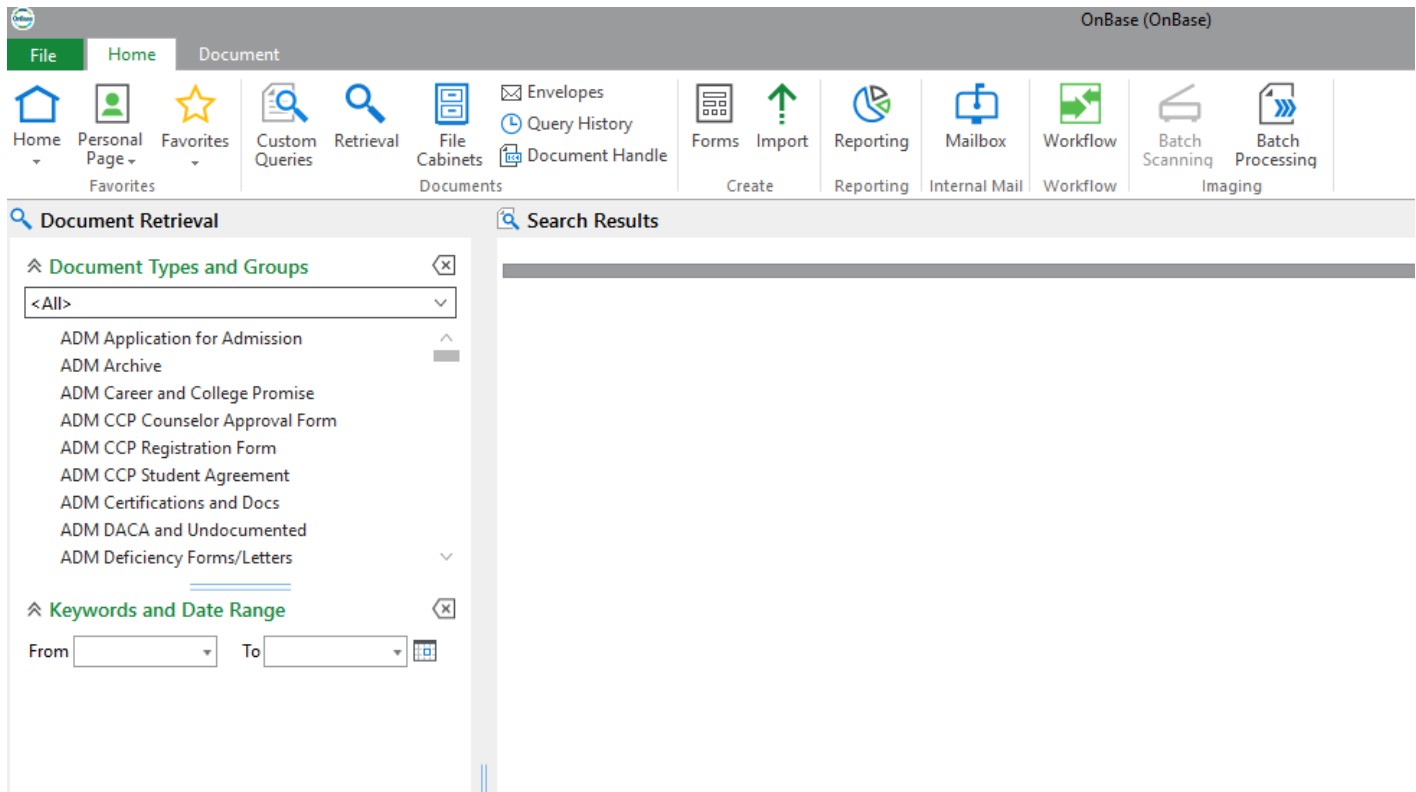 OnBase (OnBase)
File Home Document
Home Personal Page Favorites
Favorites
Custom Queries Retrieval File Cabinets
Envelopes
Query History
Document Handle
Documents
Forms Import
Create
Reporting
Reporting
Mailbox
Internal Mail
Workflow
Workflow
Batch Scanning Batch Processing
Imaging
Document Retrieval
Document Types and Groups
<All>
ADM Application for Admission
ADM Archive
ADM Career and College Promise
ADM CCP Counselor Approval Form
ADM CCP Registration Form
ADM CCP Student Agreement
ADM Certifications and Docs
ADM DACA and Undocumented
ADM Deficiency Forms/Letters
Keywords and Date Range
From To
Search Results